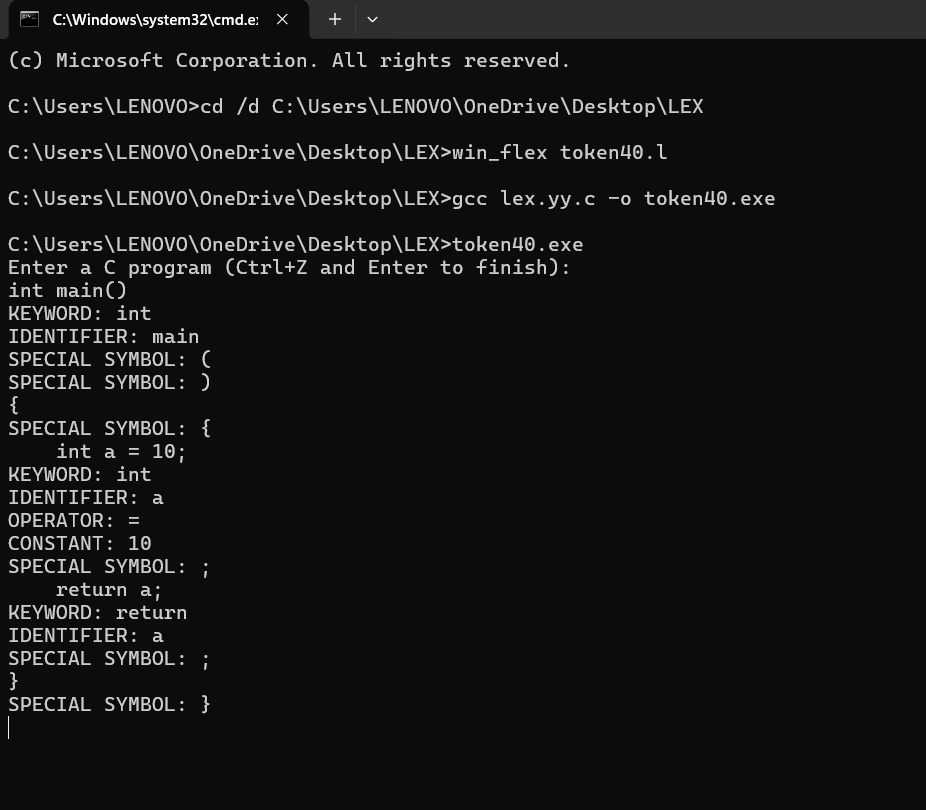 C:\Windows\system32\cmd.e:
(c) Microsoft Corporation. All rights reserved.
C:\Users\LENOVO>cd /d C:\Users\LENOVO\OneDrive\Desktop\LEX
C:\Users\LENOVO\OneDrive\Desktop\LEX>win_flex token40.l
C:\Users\LENOVO\OneDrive\Desktop\LEX>gcc lex.yy.c -o token40.exe
C:\Users\LENOVO\OneDrive\Desktop\LEX>token40.exe
Enter a C program (Ctrl+Z and Enter to finish):
int main()
KEYWORD: int
IDENTIFIER: main
SPECIAL SYMBOL: (
SPECIAL SYMBOL: )
{
SPECIAL SYMBOL: {
    int a = 10;
KEYWORD: int
IDENTIFIER: a
OPERATOR: =
CONSTANT: 10
SPECIAL SYMBOL: ;
    return a;
KEYWORD: return
IDENTIFIER: a
SPECIAL SYMBOL: ;
}
SPECIAL SYMBOL: }